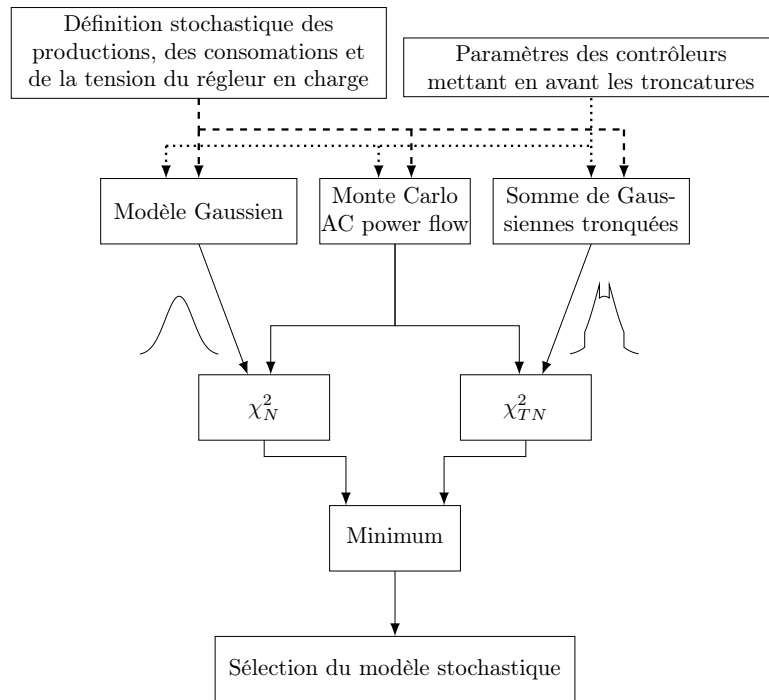 Définition stochastique des
productions, des consomations et
de la tension du régleur en charge
Paramètres des contrôleurs
mettant en avant les troncatures
Modèle Gaussien
Monte Carlo
AC power flow
Somme de Gaus-
siennes tronquées
χ²_N
χ²_TN
Minimum
Sélection du modèle stochastique